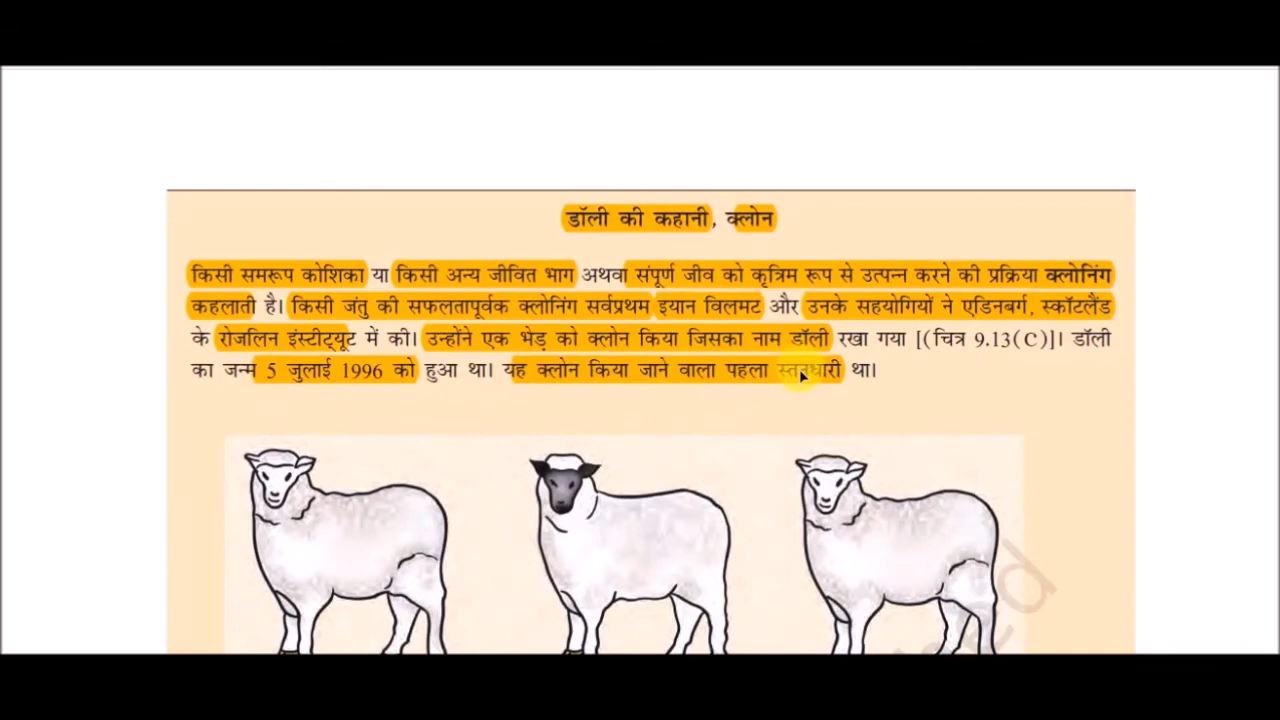 डॉली की कहानी, क्लोन
किसी समरूप कोशिका या किसी अन्य जीवित भाग अथवा संपूर्ण जीव को कृत्रिम रूप से उत्पन्न करने की प्रक्रिया क्लोनिंग
कहलाती है। किसी जंतु की सफलतापूर्वक क्लोनिंग सर्वप्रथम इयान विलमट और उनके सहयोगियों ने एडिनबर्ग, स्कॉटलैंड
के रोजलिन इंस्टीट्यूट में की। उन्होंने एक भेड़ को क्लोन किया जिसका नाम डॉली रखा गया [(चित्र 9.13(C)]। डॉली
का जन्म 5 जुलाई 1996 को हुआ था। यह क्लोन किया जाने वाला पहला स्तनधारी था।